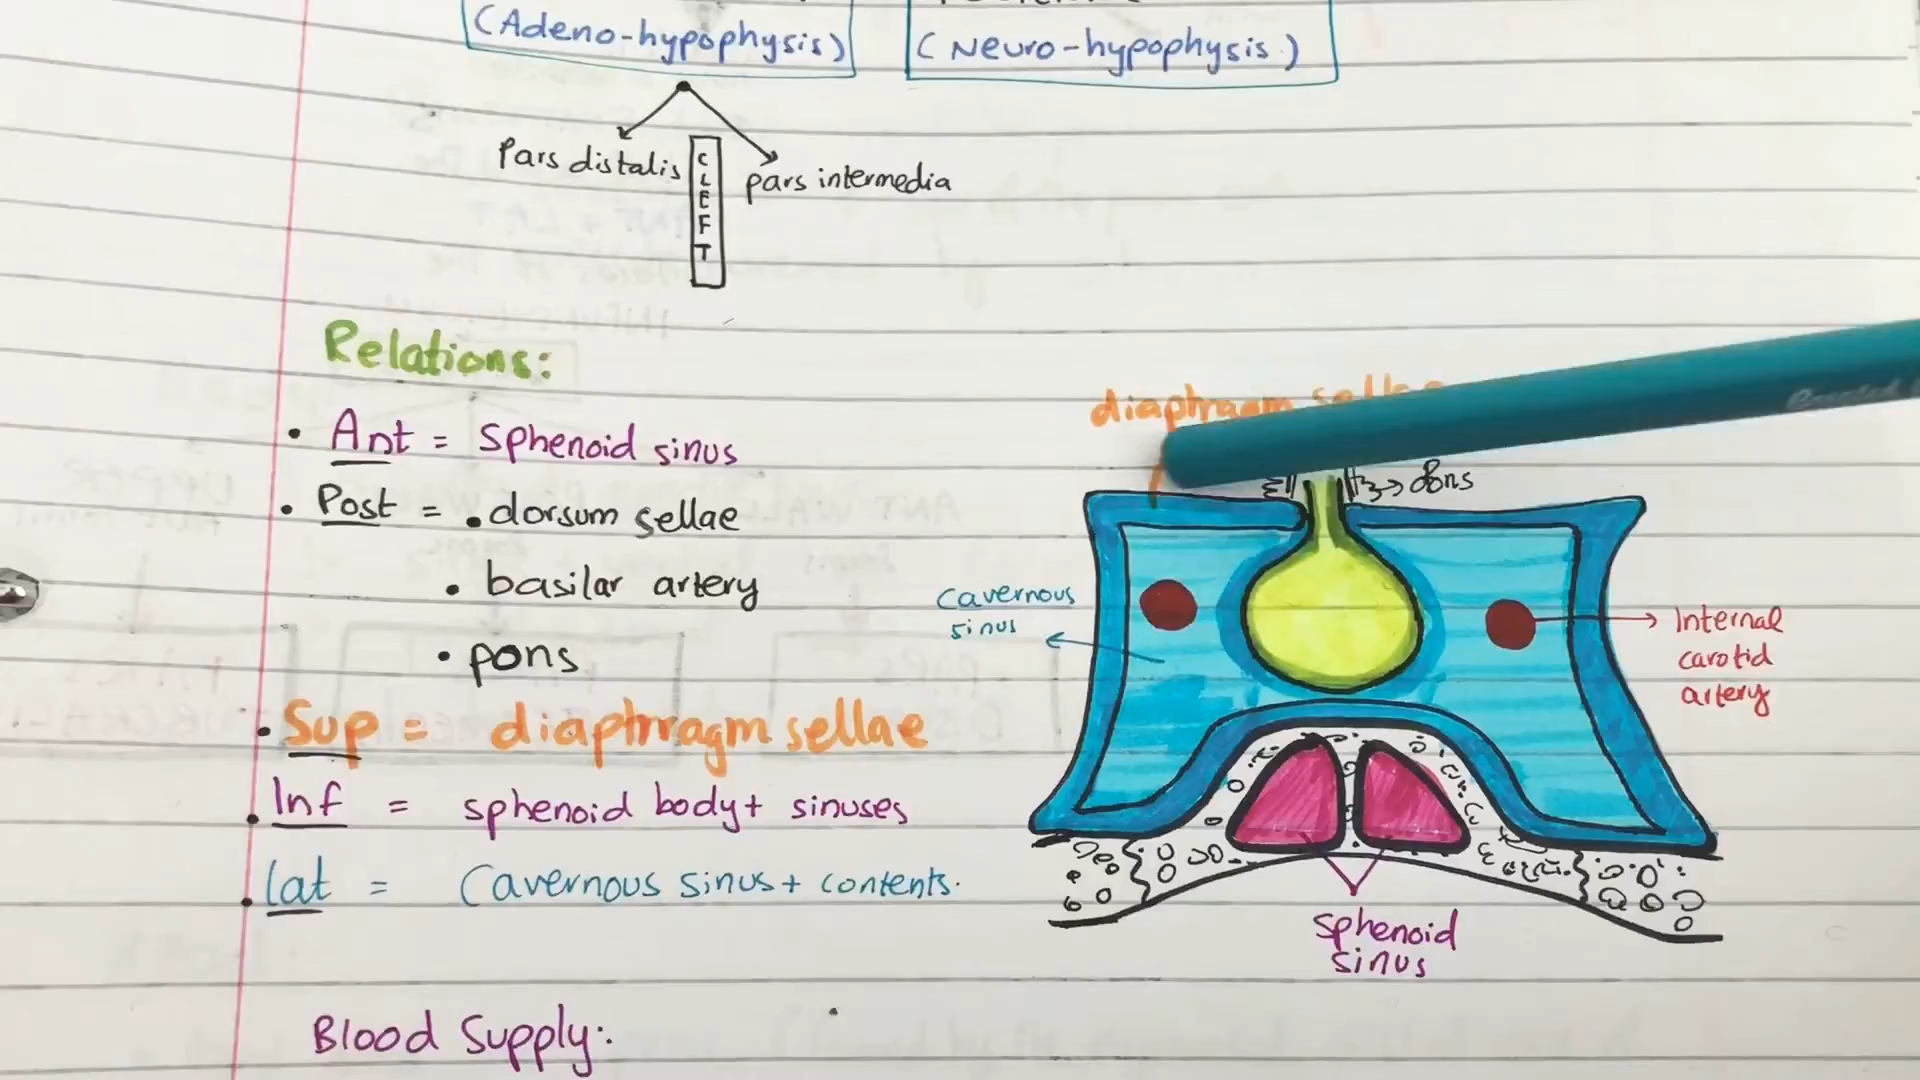 (Adeno-hypophysis)
(Neuro-hypophysis)
Pars distalis
CLEFT
pars intermedia
Relations:
• Ant = sphenoid sinus
• Post = • dorsum sellae
• basilar artery
• pons
• Sup = diaphragm sellae
• Inf = sphenoid body + sinuses
• Lat = Cavernous sinus + contents.
Blood Supply:
diaphragm
Pons
Cavernous
sinus
Internal
carotid
artery
sphenoid
sinus